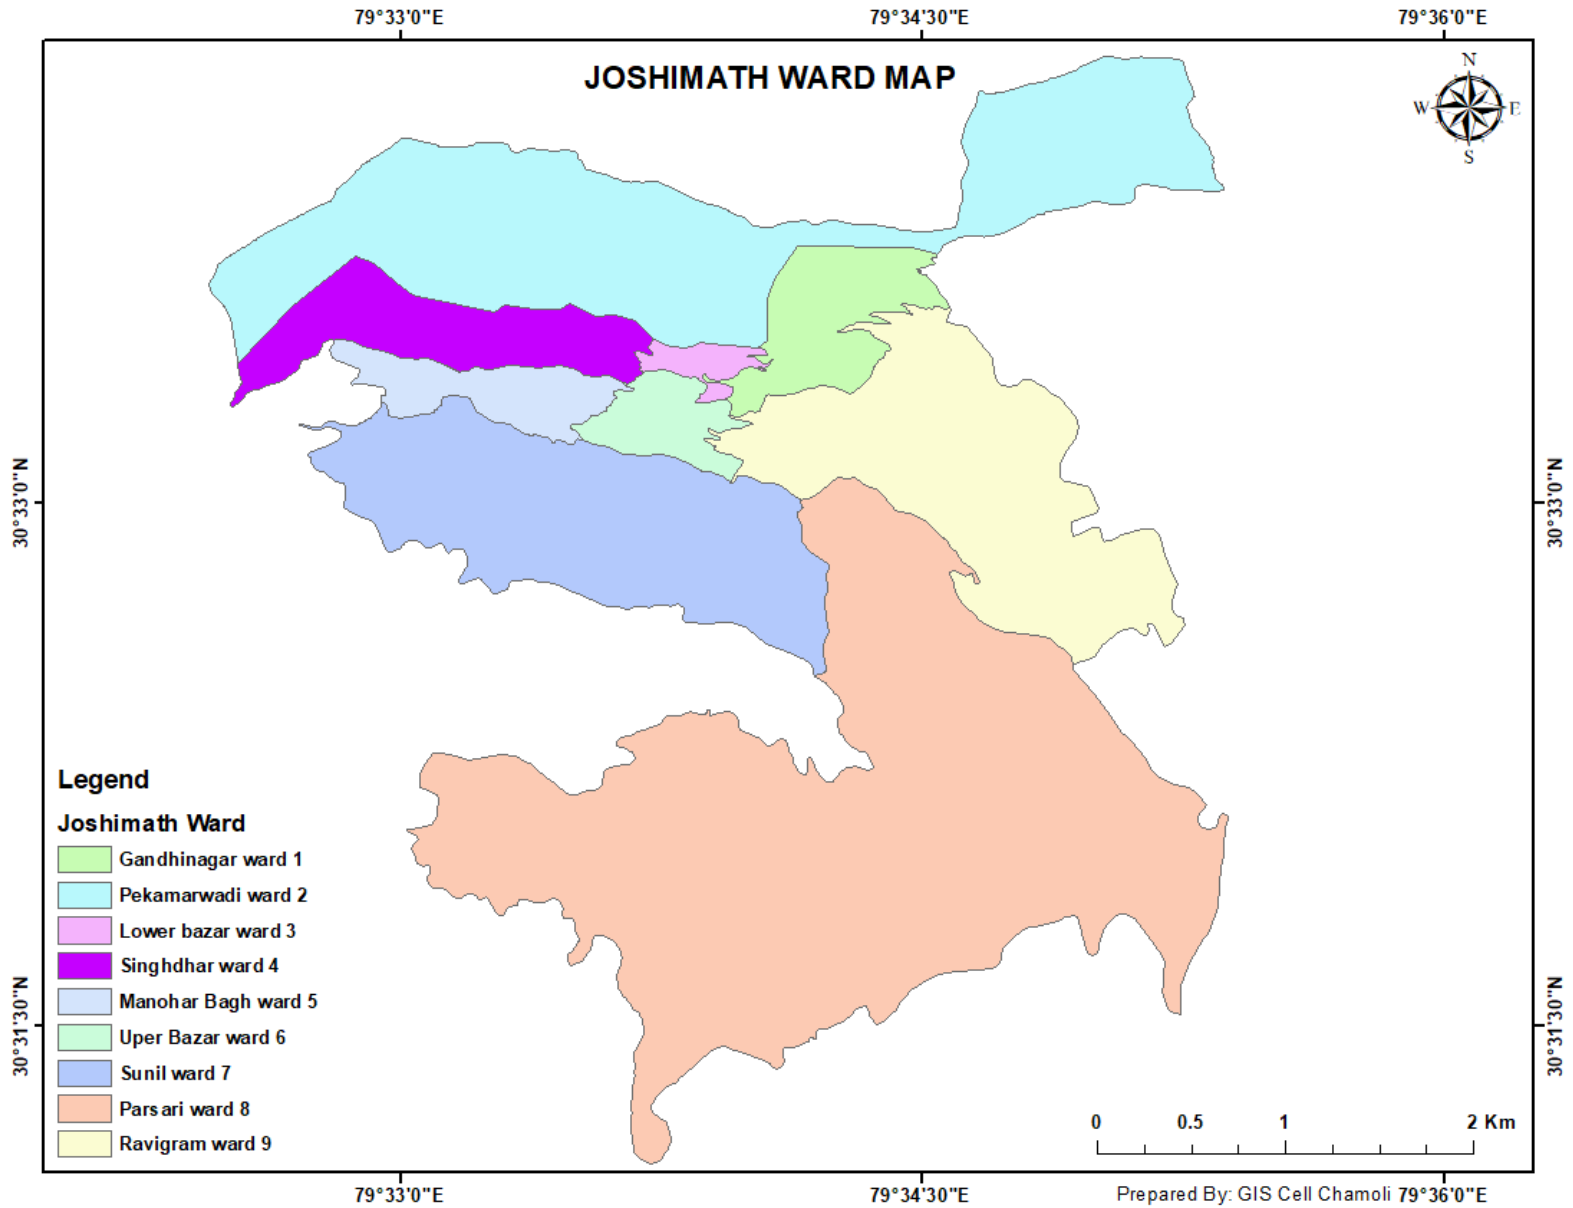 79°33'0"E 79°34'30"E 79°36'0"E
JOSHIMATH WARD MAP
N
W E
S
30°33'0"N 30°33'0"N
Legend
Joshimath Ward
Gandhinagar ward 1
Pekamarwadi ward 2
Lower bazar ward 3
Singhdhar ward 4
Manohar Bagh ward 5
Uper Bazar ward 6
Sunil ward 7
Parsari ward 8
Ravigram ward 9
30°31'30"N 30°31'30"N
0 0.5 1 2 Km
Prepared By: GIS Cell Chamoli
79°33'0"E 79°34'30"E 79°36'0"E